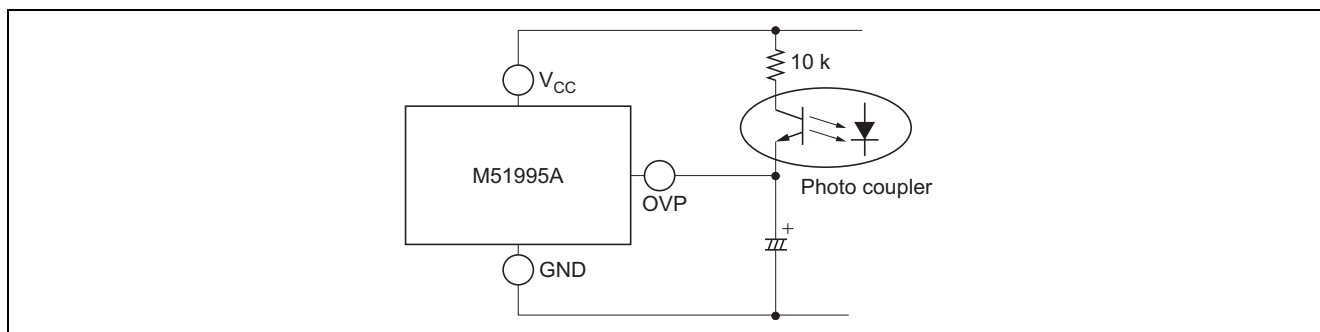 10 k
VCC
M51995A
OVP
Photo coupler
+
GND